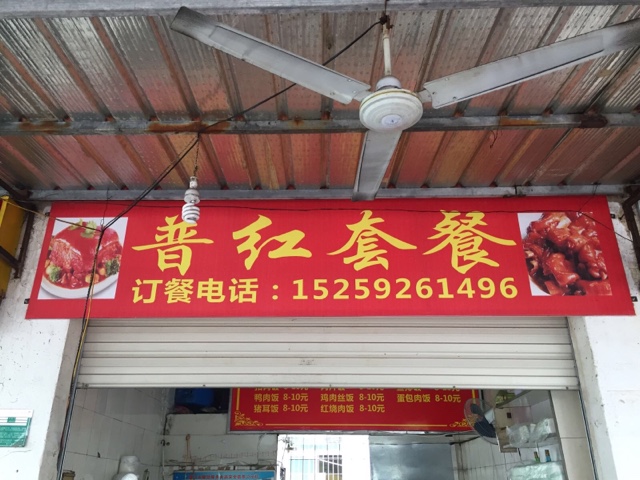 普红套餐
订餐电话：15259261496
鸭肉饭 8-10元 鸡肉丝饭 8-10元 蛋包肉饭 8-10元
猪耳饭 8-10元 红烧肉饭 8-10元